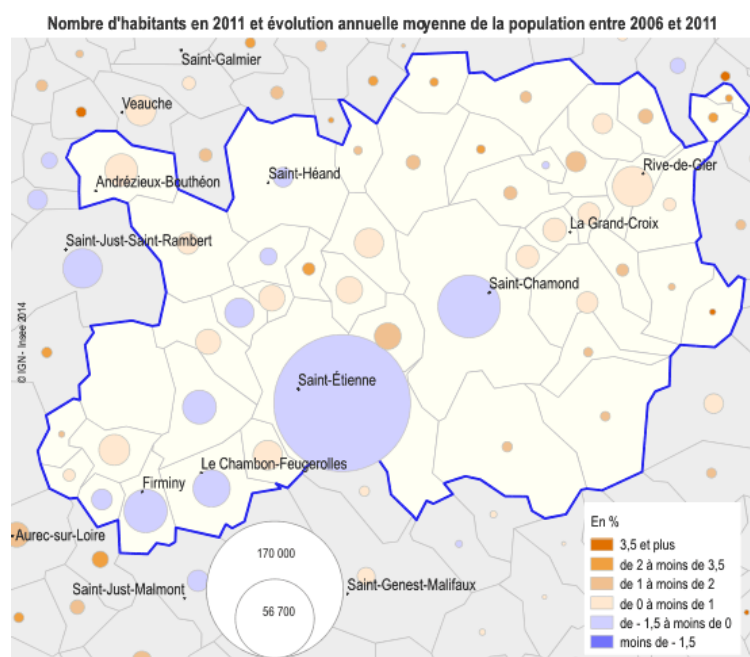 Nombre d'habitants en 2011 et évolution annuelle moyenne de la population entre 2006 et 2011
Saint-Galmier
Veauche
Rive-de-Gier
Saint-Héand
Andrézieux-Bouthéon
La Grand-Croix
Saint-Just-Saint-Rambert
Saint-Chamond
© IGN - Insee 2014
Saint-Étienne
Le Chambon-Feugerolles
Firminy
Aurec-sur-Loire
Saint-Just-Malmont
Saint-Genest-Malifaux
170 000
56 700
En %
3,5 et plus
de 2 à moins de 3,5
de 1 à moins de 2
de 0 à moins de 1
de - 1,5 à moins de 0
moins de - 1,5